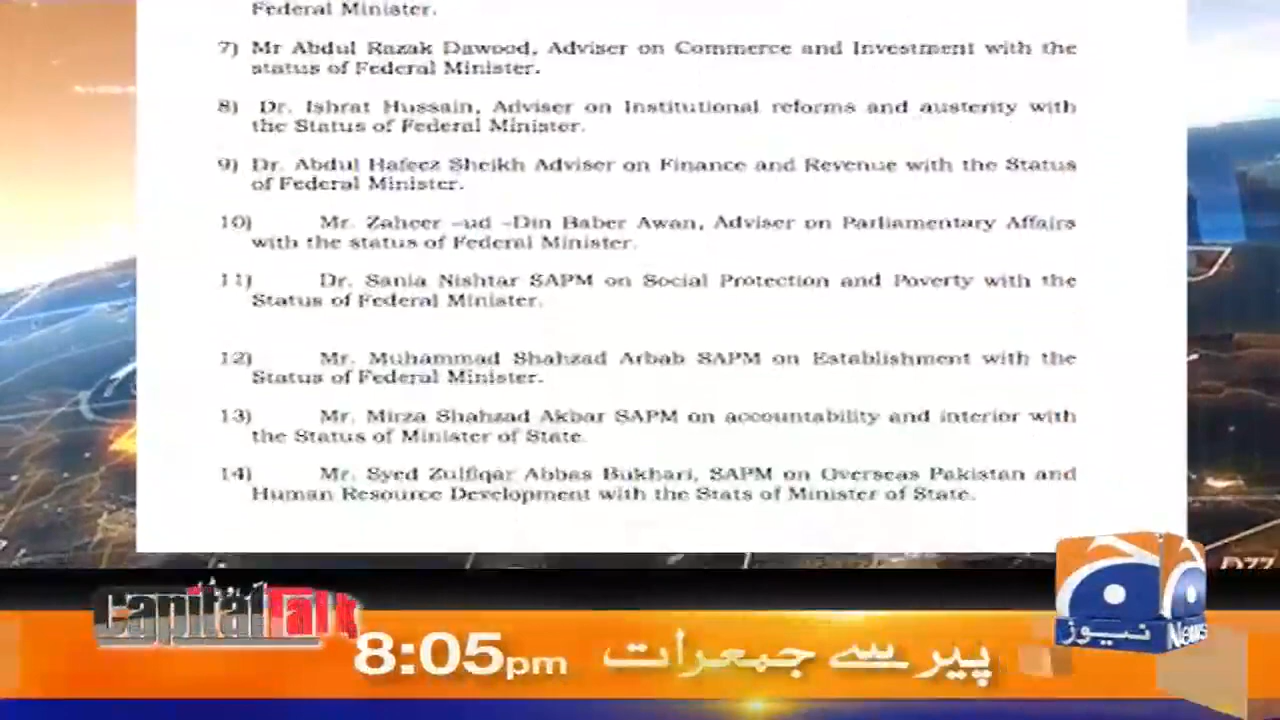 Federal Minister.
7) Mr Abdul Razak Dawood, Adviser on Commerce and Investment with the
status of Federal Minister.
8) Dr. Ishrat Hussain, Adviser on Institutional reforms and austerity with
the Status of Federal Minister.
9) Dr. Abdul Hafeez Sheikh Adviser on Finance and Revenue with the Status
of Federal Minister.
10) Mr. Zaheer –ud –Din Baber Awan, Adviser on Parliamentary Affairs
with the status of Federal Minister.
11) Dr. Sania Nishtar SAPM on Social Protection and Poverty with the
Status of Federal Minister.
12) Mr. Muhammad Shahzad Arbab SAPM on Establishment with the
Status of Federal Minister.
13) Mr. Mirza Shahzad Akbar SAPM on accountability and interior with
the Status of Minister of State.
14) Mr. Syed Zulfiqar Abbas Bukhari, SAPM on Overseas Pakistan and
Human Resource Development with the Stats of Minister of State.
Capital Talk
8:05pm پیر سے جمعرات
نیوز News